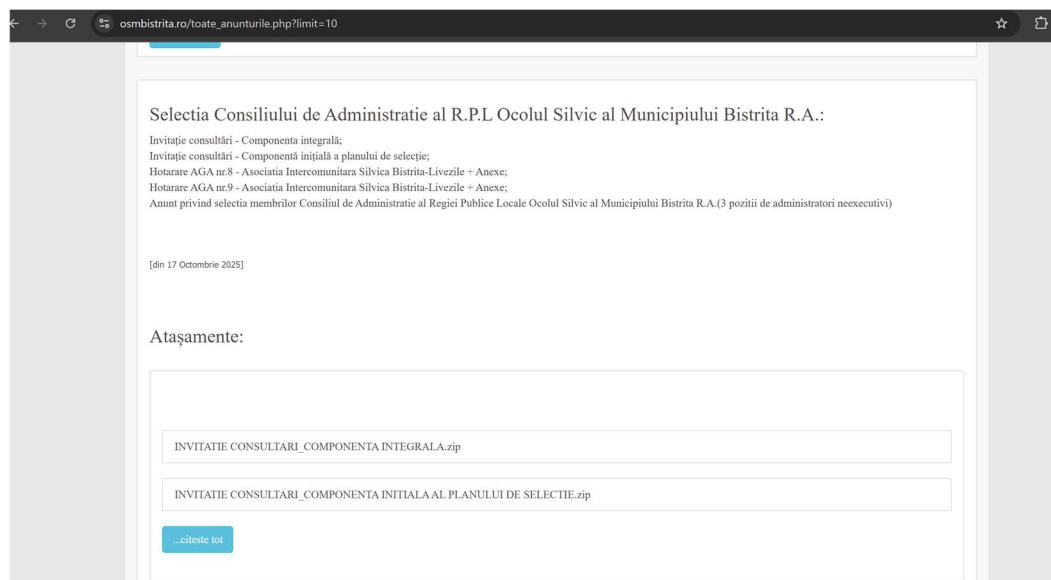 osmbistrita.ro/toate_anunturile.php?limit=10
Selectia Consiliului de Administratie al R.P.L Ocolul Silvic al Municipiului Bistrita R.A.:
Invitație consultări - Componenta integrală;
Invitație consultări - Componentă inițială a planului de selecție;
Hotarare AGA nr.8 - Asociatia Intercomunitara Silvica Bistrita-Livezile + Anexe;
Hotarare AGA nr.9 - Asociatia Intercomunitara Silvica Bistrita-Livezile + Anexe;
Anunt privind selectia membrilor Consiliul de Administratie al Regiei Publice Locale Ocolul Silvic al Municipiului Bistrita R.A.(3 pozitii de administratori neexecutivi)
[din 17 Octombrie 2025]
Atașamente:
INVITATIE CONSULTARI_COMPONENTA INTEGRALA.zip
INVITATIE CONSULTARI_COMPONENTA INITIALA AL PLANULUI DE SELECTIE.zip
...citeste tot